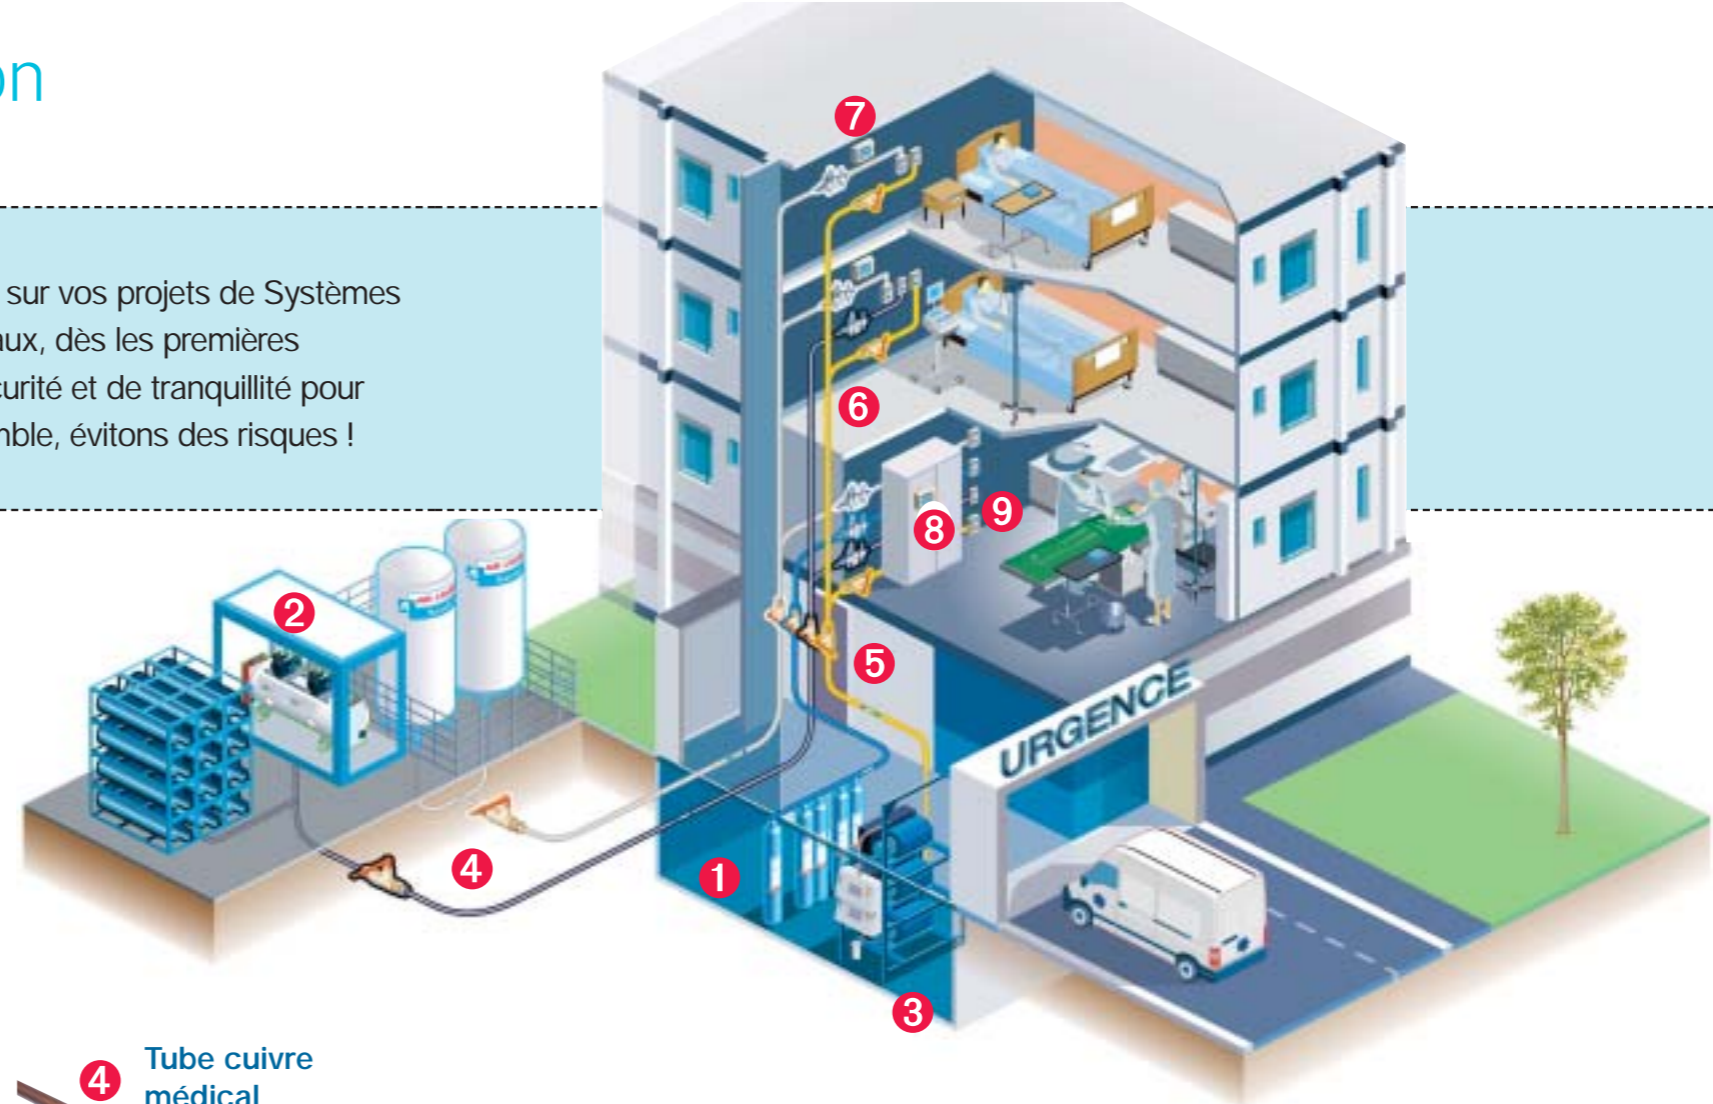 on
sur vos projets de Systèmes
aux, dès les premières
curité et de tranquillité pour
mble, évitons des risques !
7
6
8
9
2
5
URGENCE
4
1
3
4
Tube cuivre
médical